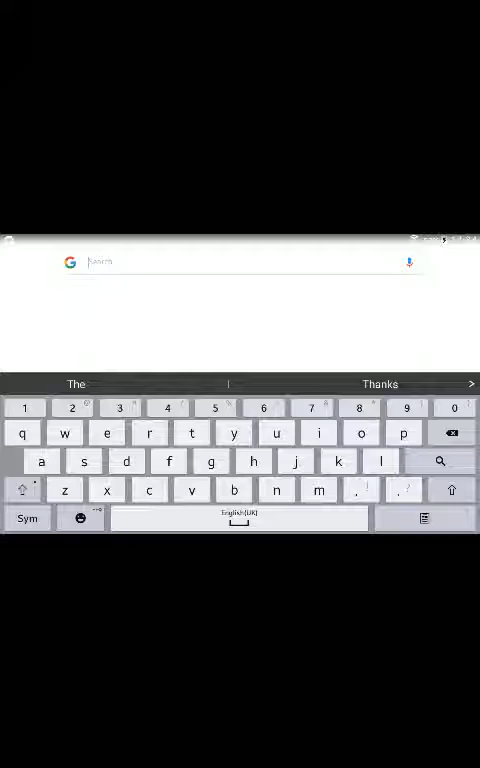 Search
The I Thanks >
1 2 3 4 5 6 7 8 9 0
q w e r t y u i o p
a s d f g h j k l
z x c v b n m , ! . ?
Sym English(UK)